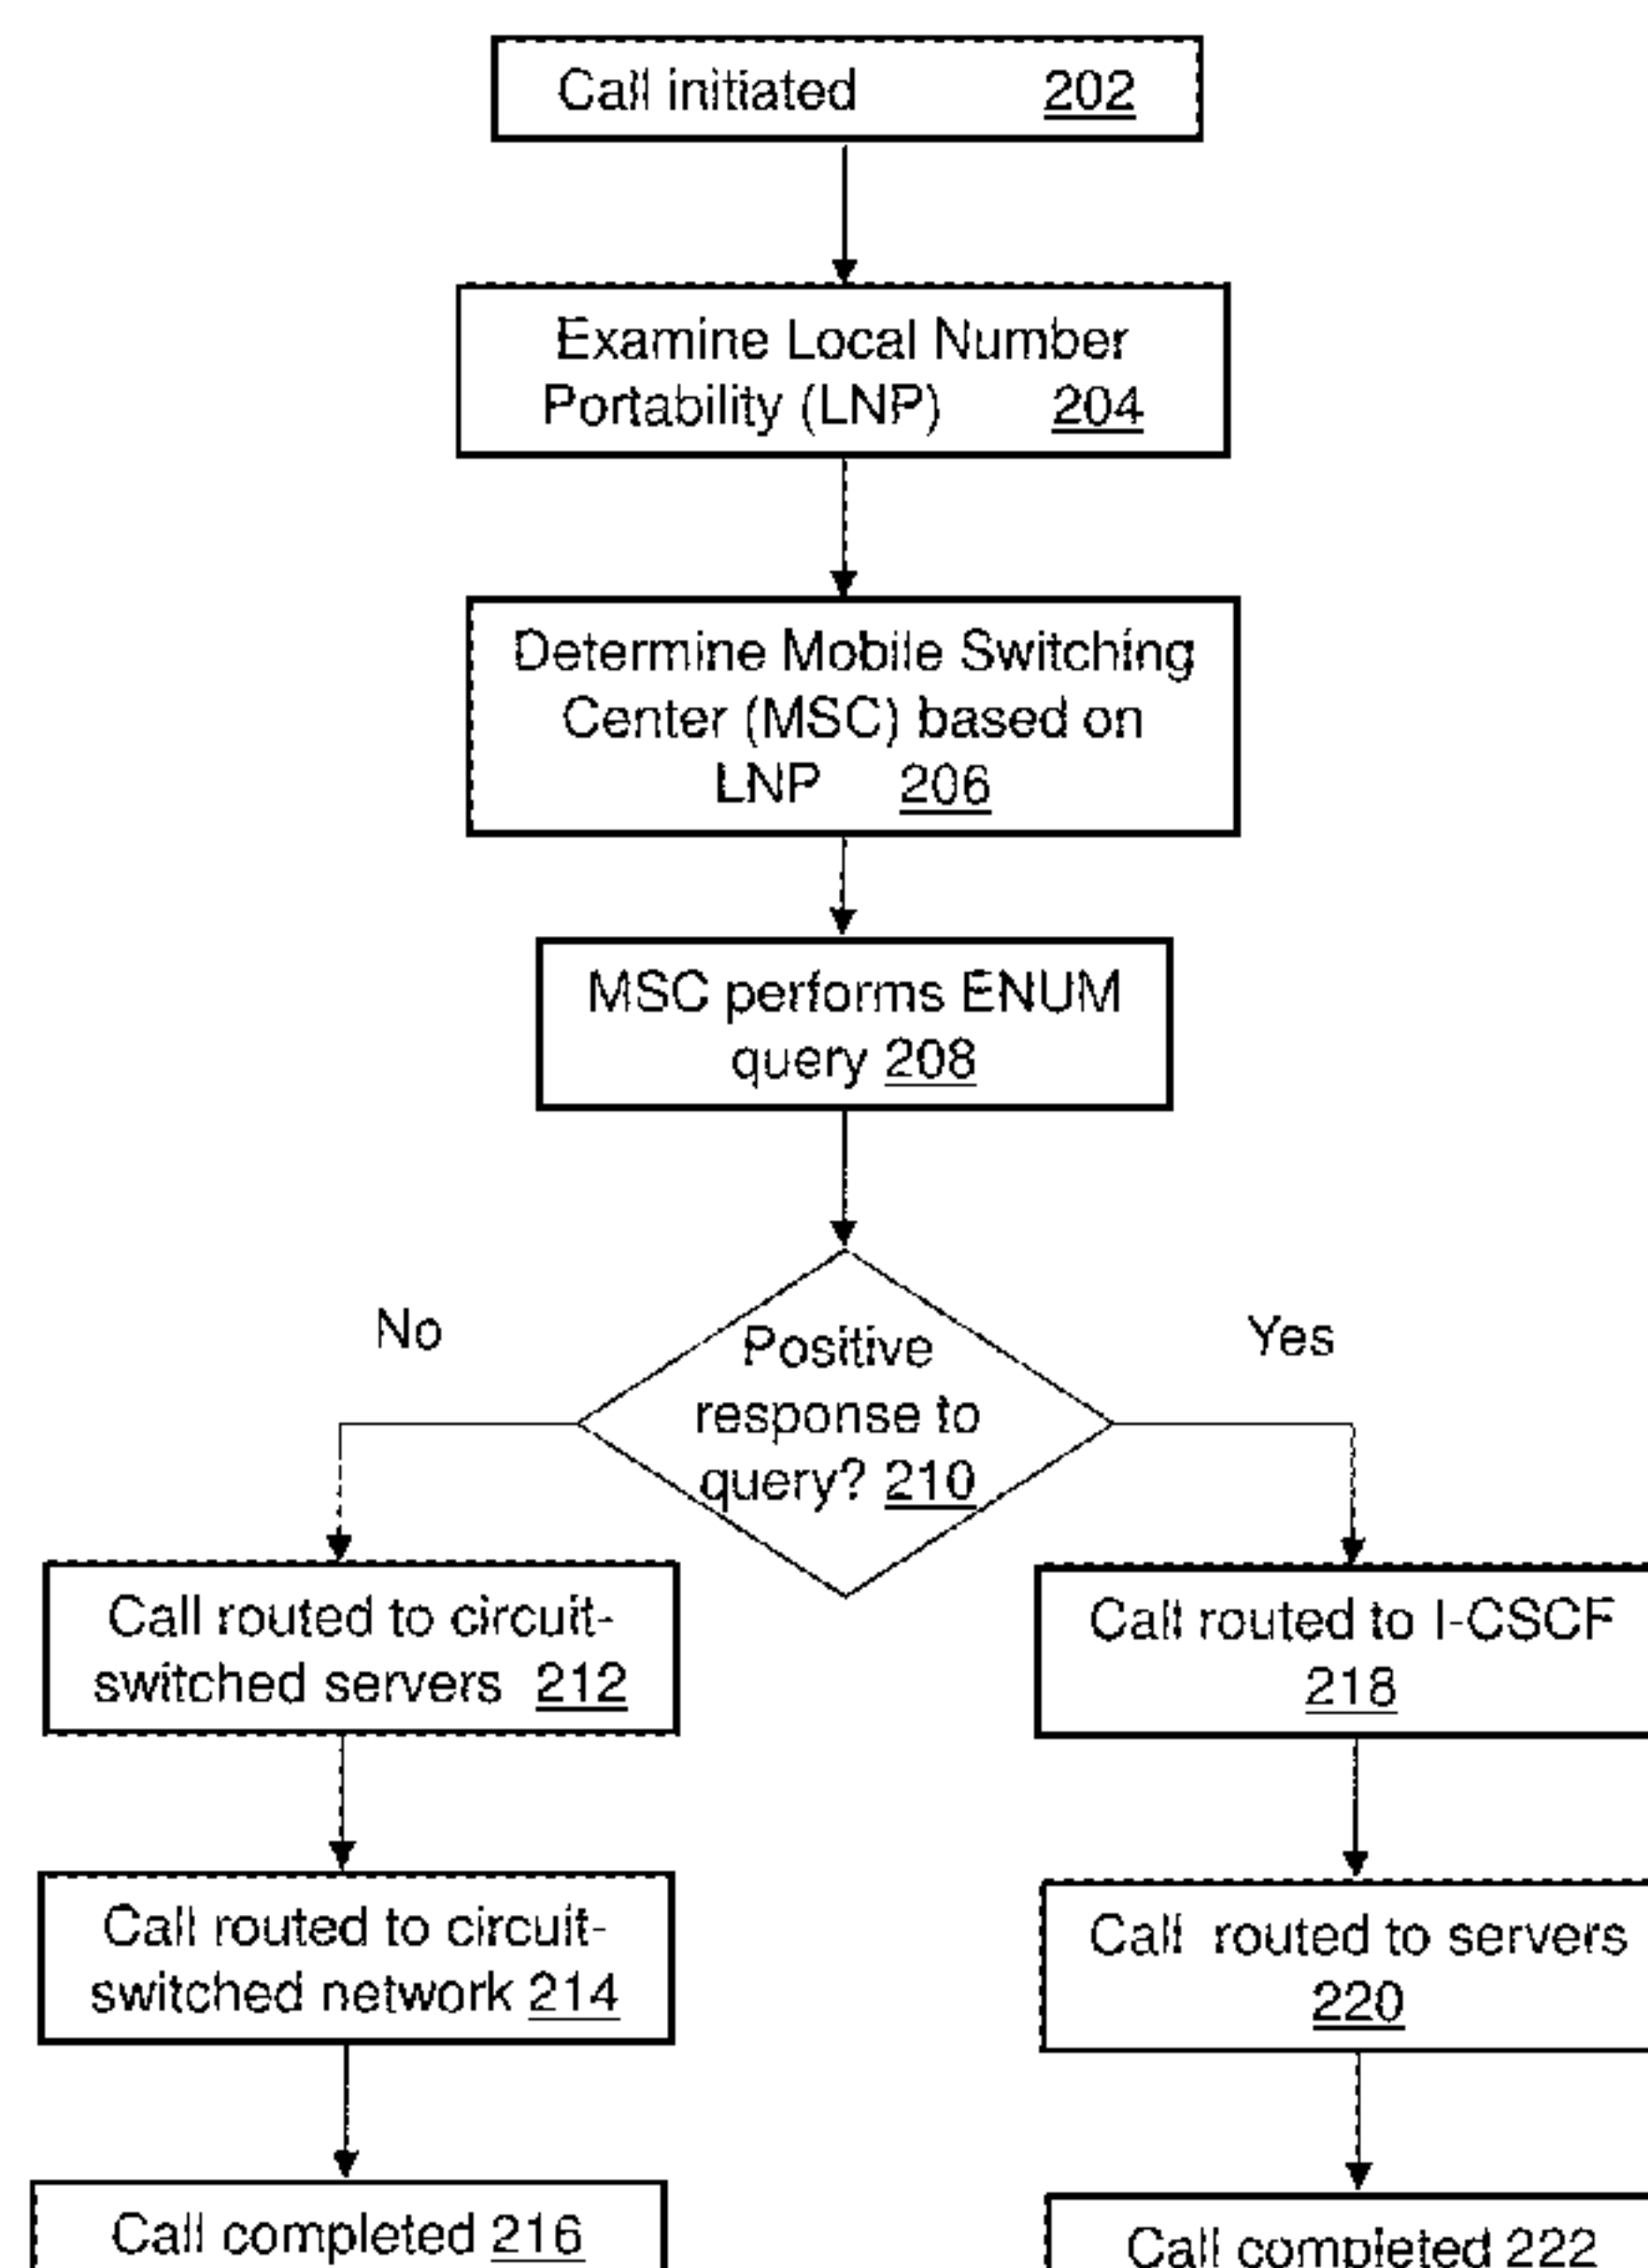 Call initiated 202
Examine Local Number
Portability (LNP) 204
Determine Mobile Switching
Center (MSC) based on
LNP 206
MSC performs ENUM
query 208
No
Yes
Positive
response to
query? 210
Call routed to circuit-
switched servers 212
Call routed to I-CSCF
218
Call routed to circuit-
switched network 214
Call routed to servers
220
Call completed 216
Call completed 222